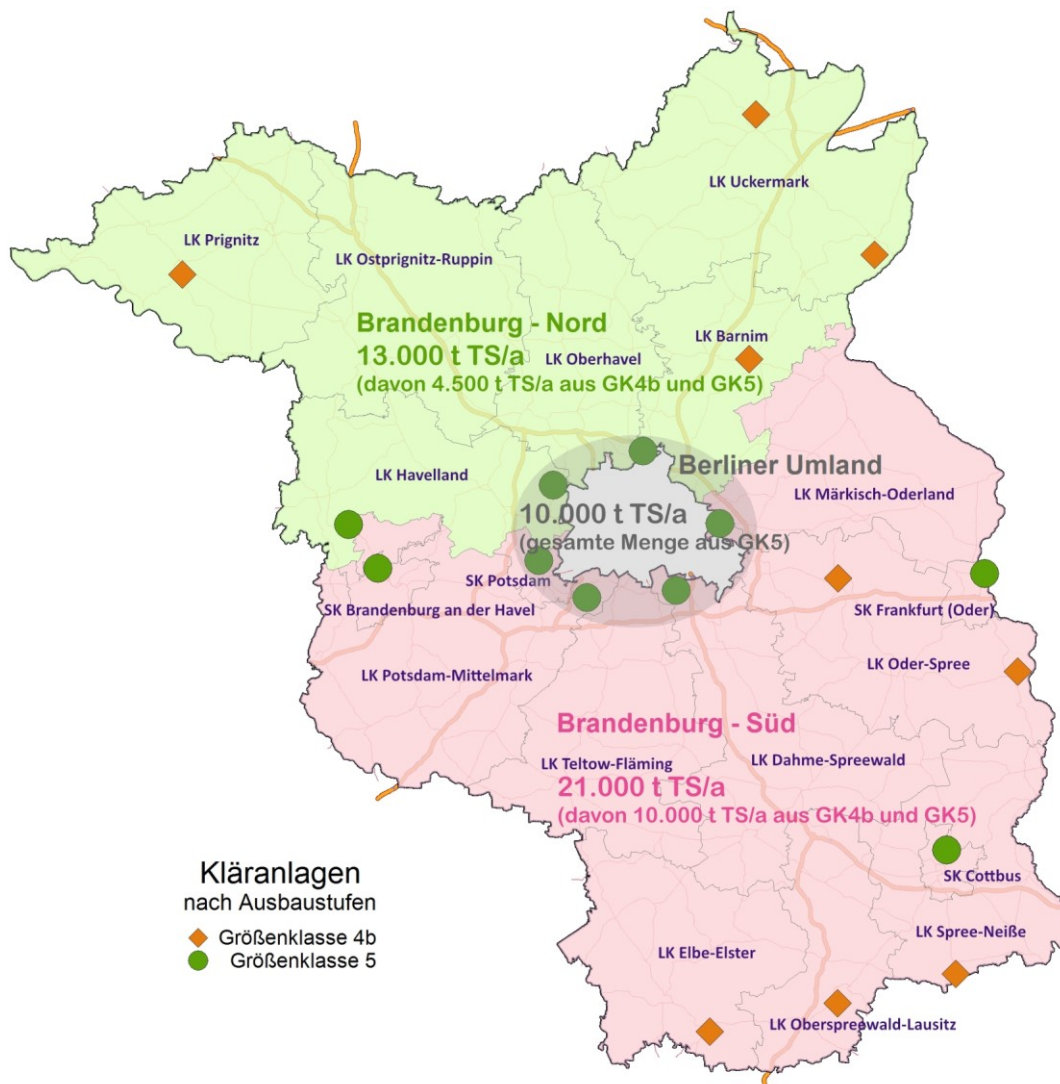 LK Uckermark
LK Prignitz
LK Ostprignitz-Ruppin
Brandenburg - Nord
13.000 t TS/a
(davon 4.500 t TS/a aus GK4b und GK5)
LK Barnim
LK Oberhavel
LK Havelland
Berliner Umland
10.000 t TS/a
(gesamte Menge aus GK5)
LK Märkisch-Oderland
SK Potsdam
SK Brandenburg an der Havel
SK Frankfurt (Oder)
LK Potsdam-Mittelmark
LK Oder-Spree
Brandenburg - Süd
LK Teltow-Fläming
LK Dahme-Spreewald
21.000 t TS/a
(davon 10.000 t TS/a aus GK4b und GK5)
SK Cottbus
LK Spree-Neiße
LK Elbe-Elster
LK Oberspreewald-Lausitz
Kläranlagen
nach Ausbaustufen
Größenklasse 4b
Größenklasse 5